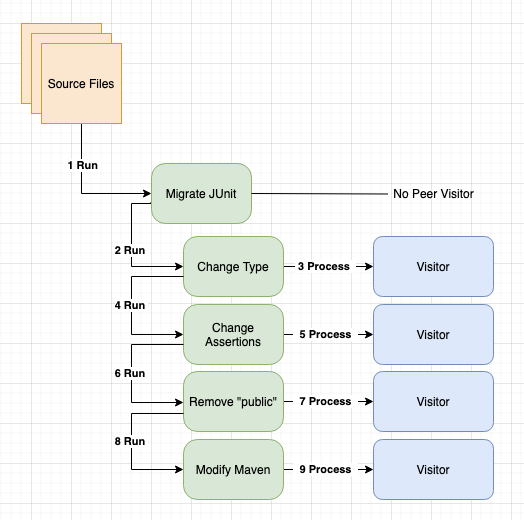 Source Files
1 Run
Migrate JUnit
No Peer Visitor
2 Run
Change Type
3 Process
Visitor
4 Run
Change
Assertions
5 Process
Visitor
6 Run
Remove "public"
7 Process
Visitor
8 Run
Modify Maven
9 Process
Visitor